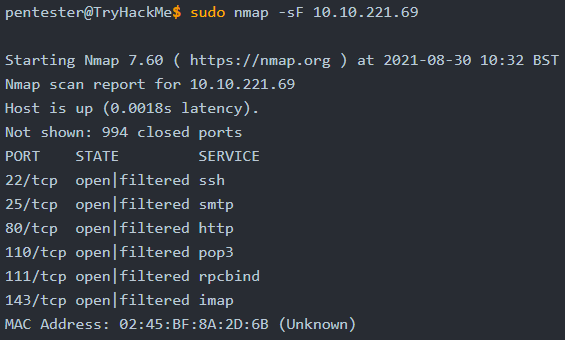 pentester@TryHackMe$ sudo nmap -sF 10.10.221.69
Starting Nmap 7.60 ( https://nmap.org ) at 2021-08-30 10:32 BST
Nmap scan report for 10.10.221.69
Host is up (0.0018s latency).
Not shown: 994 closed ports
PORT    STATE         SERVICE
22/tcp  open|filtered ssh
25/tcp  open|filtered smtp
80/tcp  open|filtered http
110/tcp open|filtered pop3
111/tcp open|filtered rpcbind
143/tcp open|filtered imap
MAC Address: 02:45:BF:8A:2D:6B (Unknown)